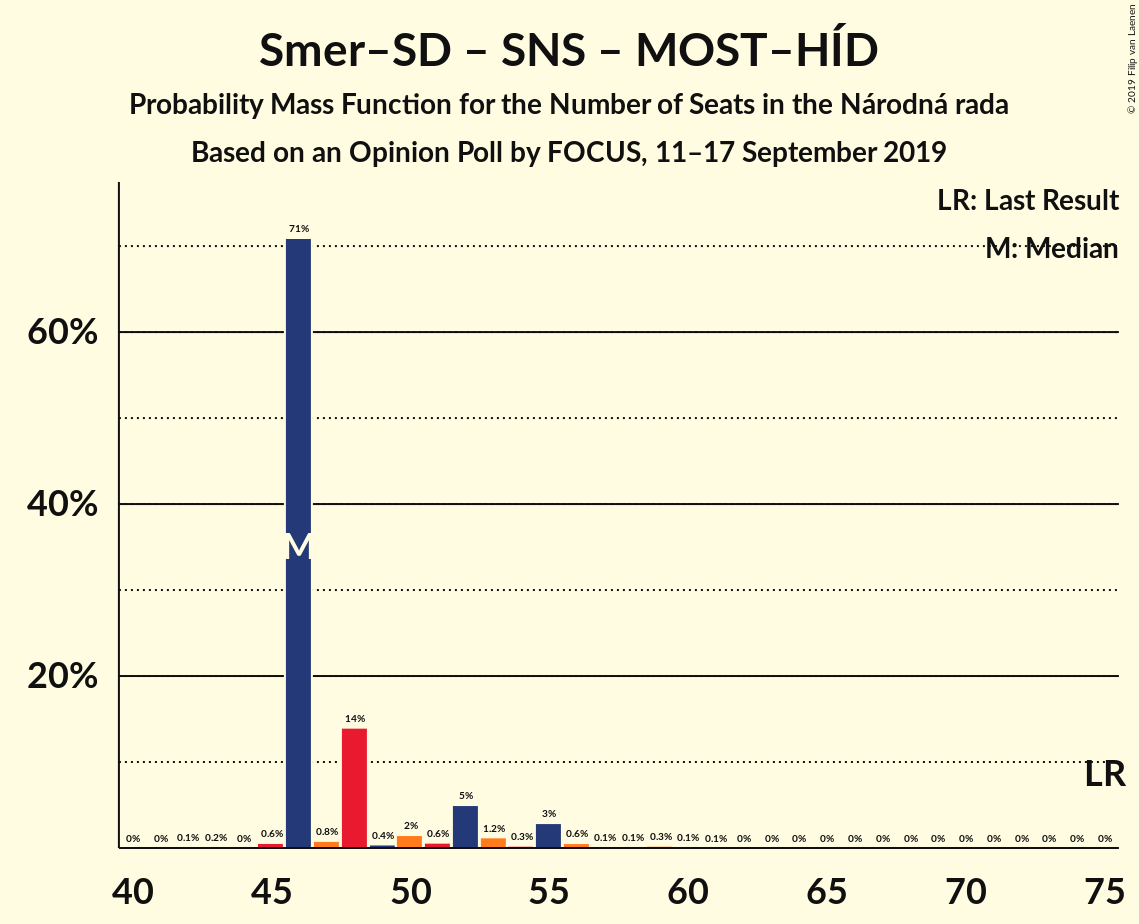 Smer–SD – SNS – MOST–HÍD
Probability Mass Function for the Number of Seats in the Národná rada
Based on an Opinion Poll by FOCUS, 11–17 September 2019
© 2019 Filip van Laenen
LR: Last Result
M: Median
60%
40%
20%
71%
M
14%
LR
0% 0% 0.1% 0.2% 0% 0.6% 0.8% 0.4% 2% 0.6% 5% 1.2% 0.3% 3% 0.6% 0.1% 0.1% 0.3% 0.1% 0.1% 0% 0% 0% 0% 0% 0% 0% 0% 0% 0% 0% 0% 0% 0%
40 45 50 55 60 65 70 75